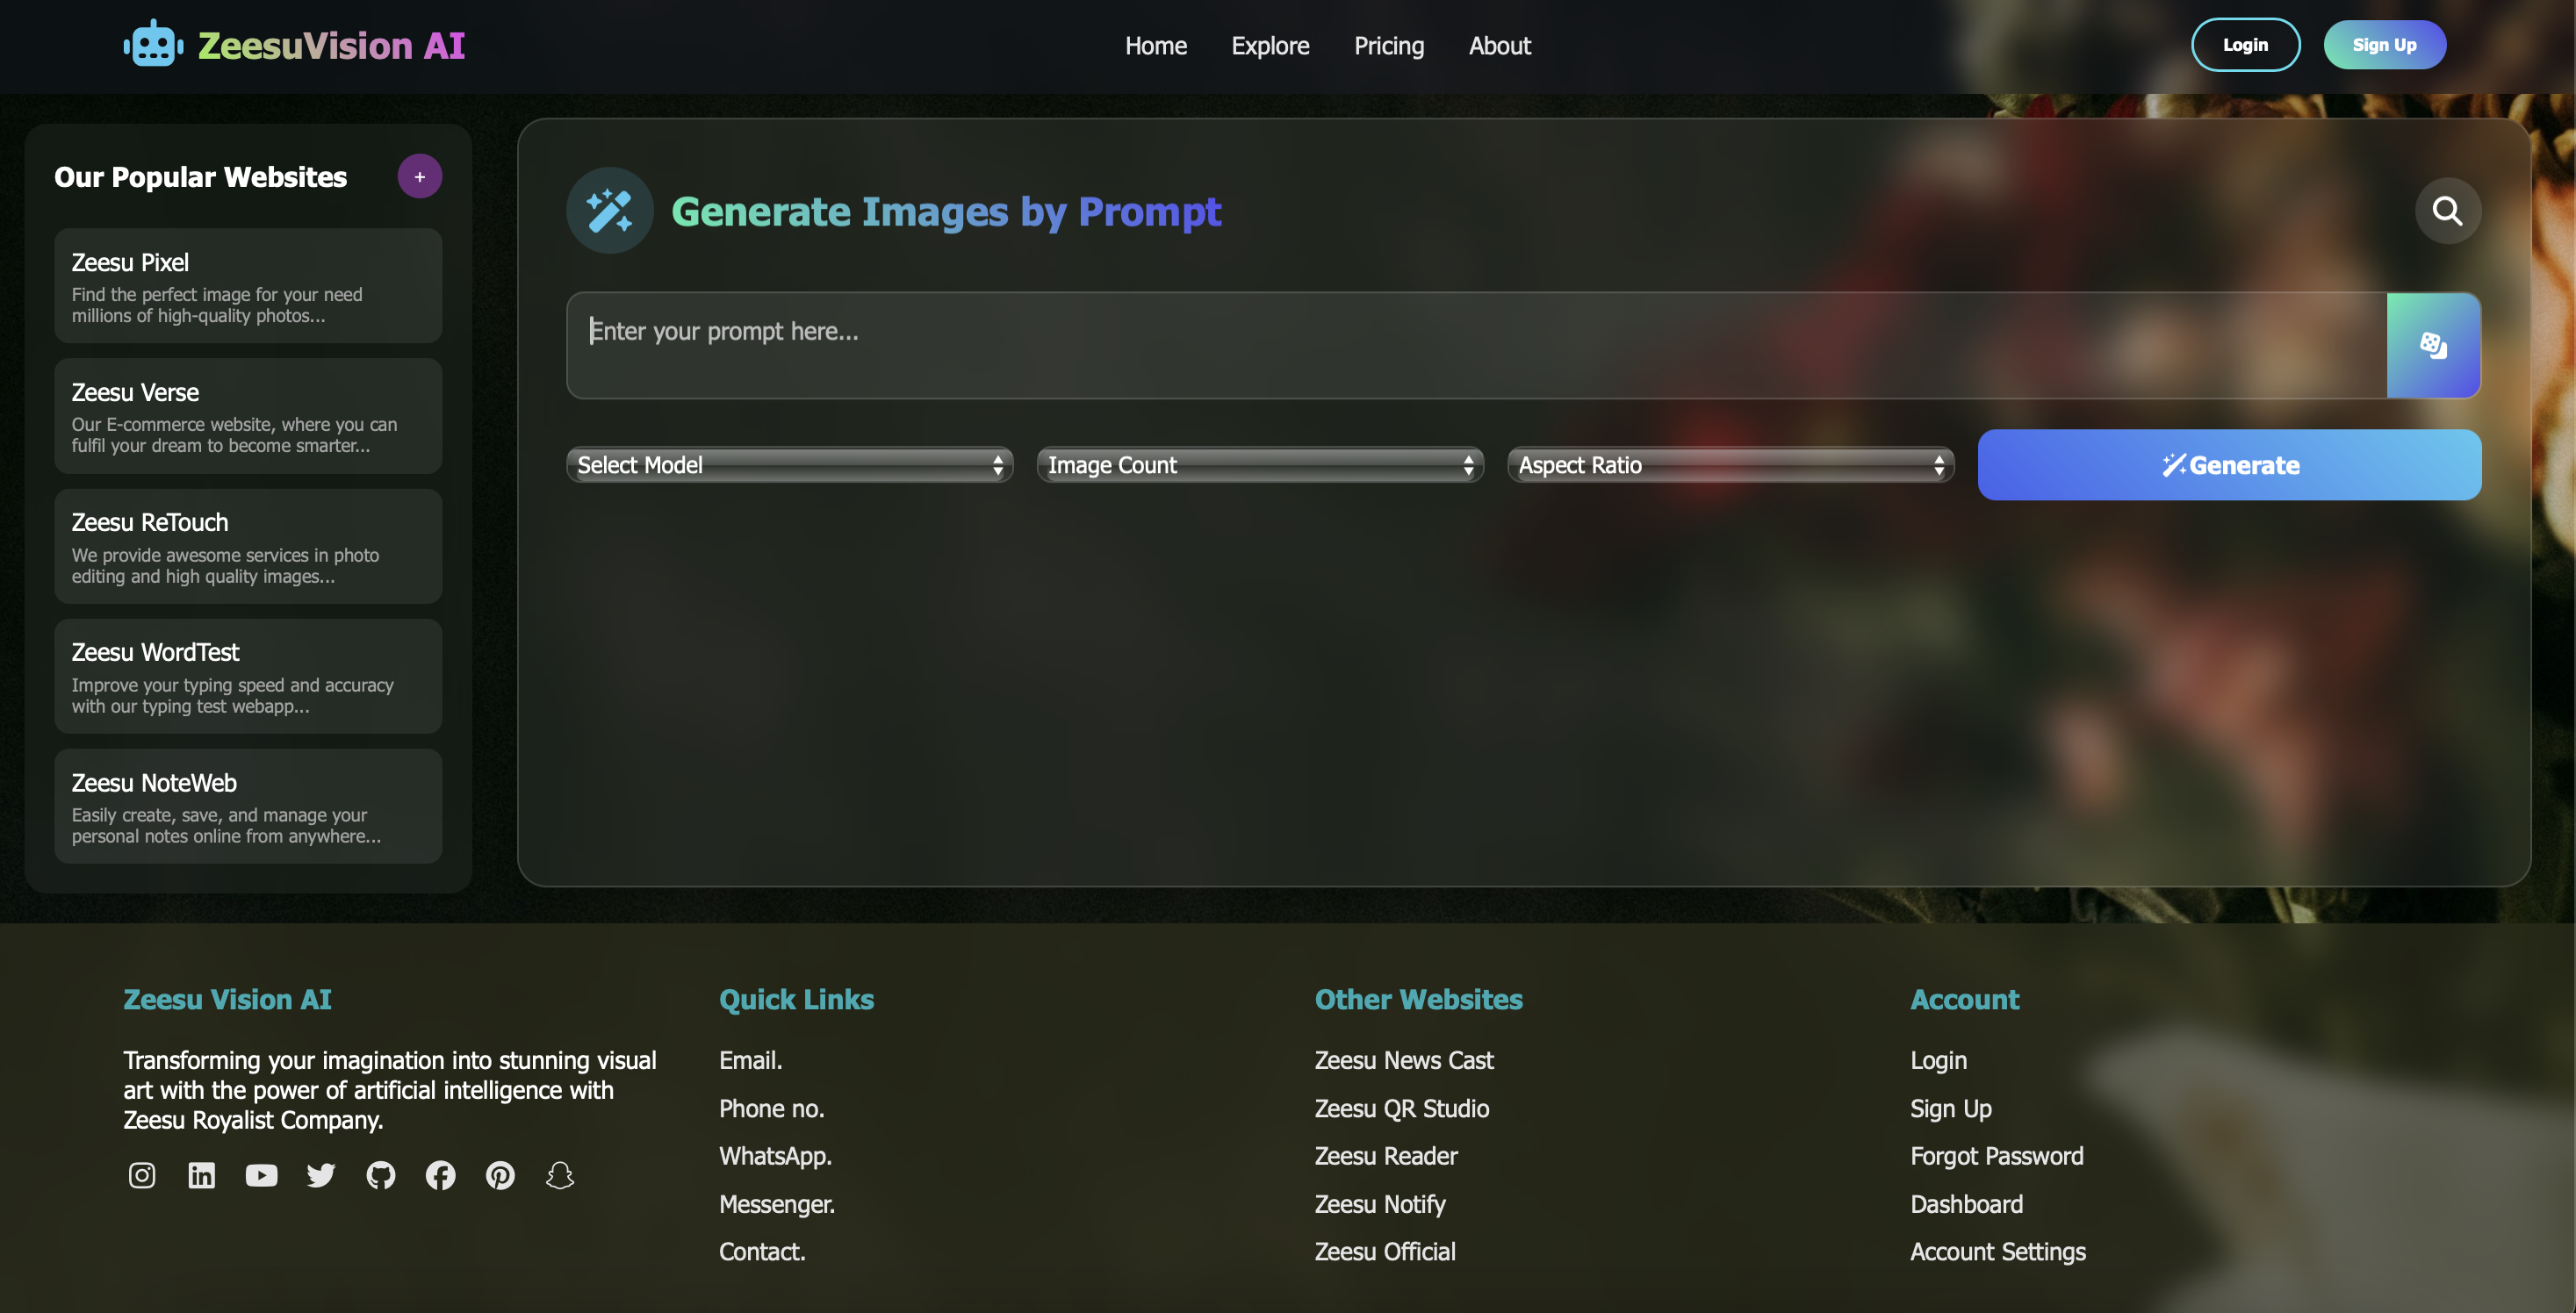 ZeesuVision AI
Home
Explore
Pricing
About
Login
Sign Up
Our Popular Websites
+
Zeesu Pixel
Find the perfect image for your need
millions of high-quality photos...
Zeesu Verse
Our E-commerce website, where you can
fulfil your dream to become smarter...
Zeesu ReTouch
We provide awesome services in photo
editing and high quality images...
Zeesu WordTest
Improve your typing speed and accuracy
with our typing test webapp...
Zeesu NoteWeb
Easily create, save, and manage your
personal notes online from anywhere...
Generate Images by Prompt
Enter your prompt here...
Select Model
Image Count
Aspect Ratio
Generate
Zeesu Vision AI
Transforming your imagination into stunning visual
art with the power of artificial intelligence with
Zeesu Royalist Company.
Quick Links
Email.
Phone no.
WhatsApp.
Messenger.
Contact.
Other Websites
Zeesu News Cast
Zeesu QR Studio
Zeesu Reader
Zeesu Notify
Zeesu Official
Account
Login
Sign Up
Forgot Password
Dashboard
Account Settings